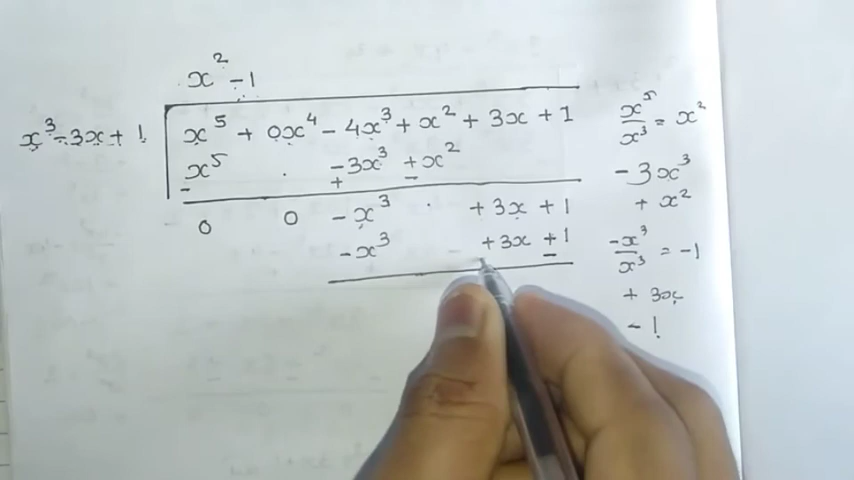 x² - 1
x³ - 3x + 1 x⁵ + 0x⁴ - 4x³ + x² + 3x + 1
x⁵ - 3x³ + x²
- + -
0 0 - x³ + 3x + 1
- x³ + 3x + 1
-
x⁵/x³ = x²
- 3x³
+ x²
-x³/x³ = -1
+ 3x
- 1